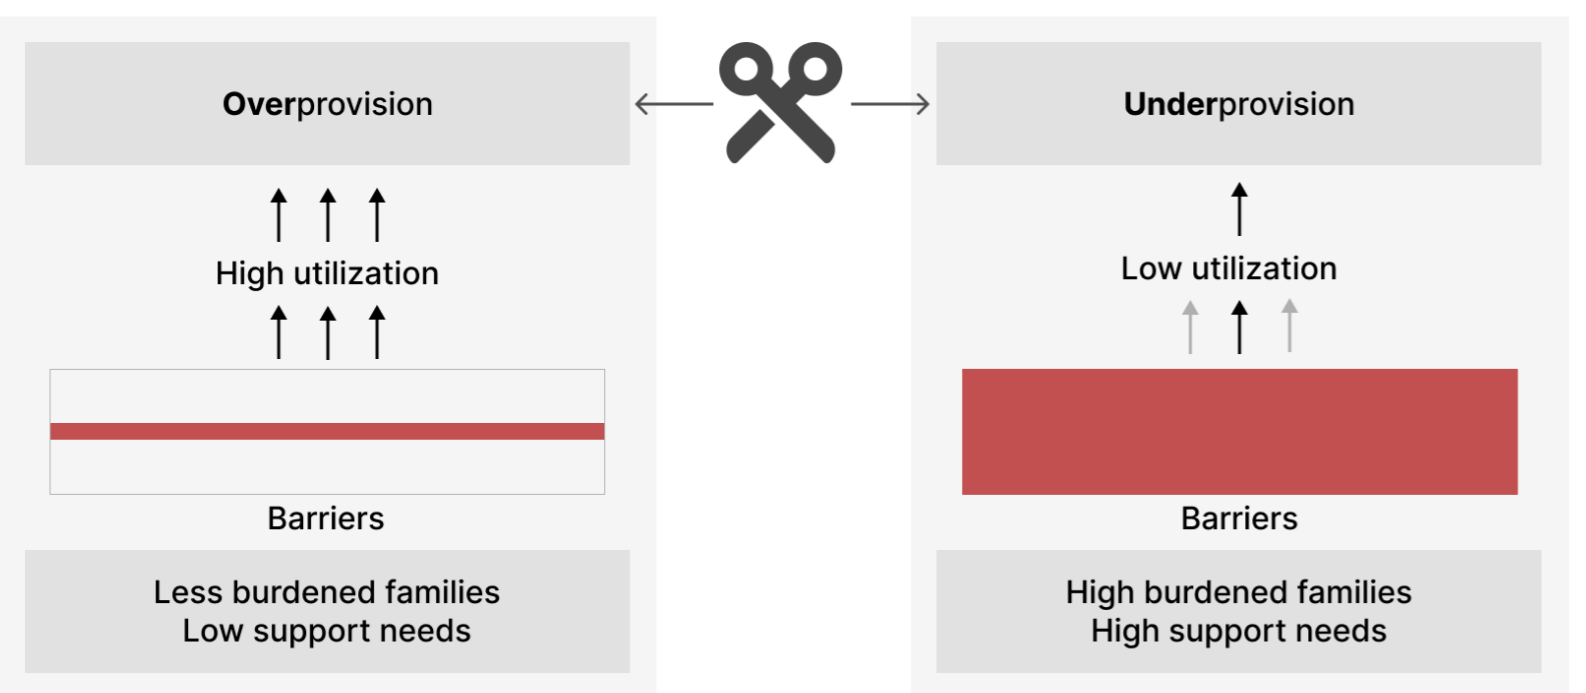 Overprovision
High utilization
Barriers
Less burdened families
Low support needs
Underprovision
Low utilization
Barriers
High burdened families
High support needs